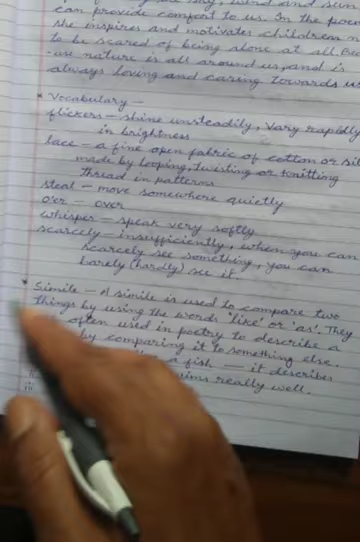 can provide comfort to us. In the poem
she inspires and motivates childrem n
to be scared of being alone at all. Bec
-use nature is all around us, and is
always loving and caring towards us
* Vocabulary —
flickers — shine unsteadily, vary rapidly
in brightness
lace — a fine open fabric of cotton or sil
made by looping, twisting or knitting
thread in patterns
steal — move somewhere quietly
o'er — over
whisper — speak very softly
scarcely — insufficiently, when you can
scarcely see something, you can
barely (hardly) see it.
* Simile — A simile is used to compare two
things by using the words 'like' or 'as'. They
often used in poetry to describe a
by comparing it to something else.
a fish — it describes
really well.